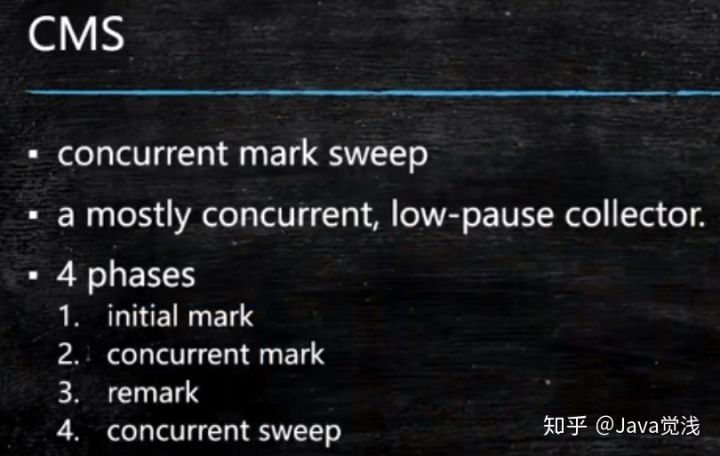 CMS
▪ concurrent mark sweep
▪ a mostly concurrent, low-pause collector.
▪ 4 phases
1. initial mark
2. concurrent mark
3. remark
4. concurrent sweep
知乎 @Java觉浅